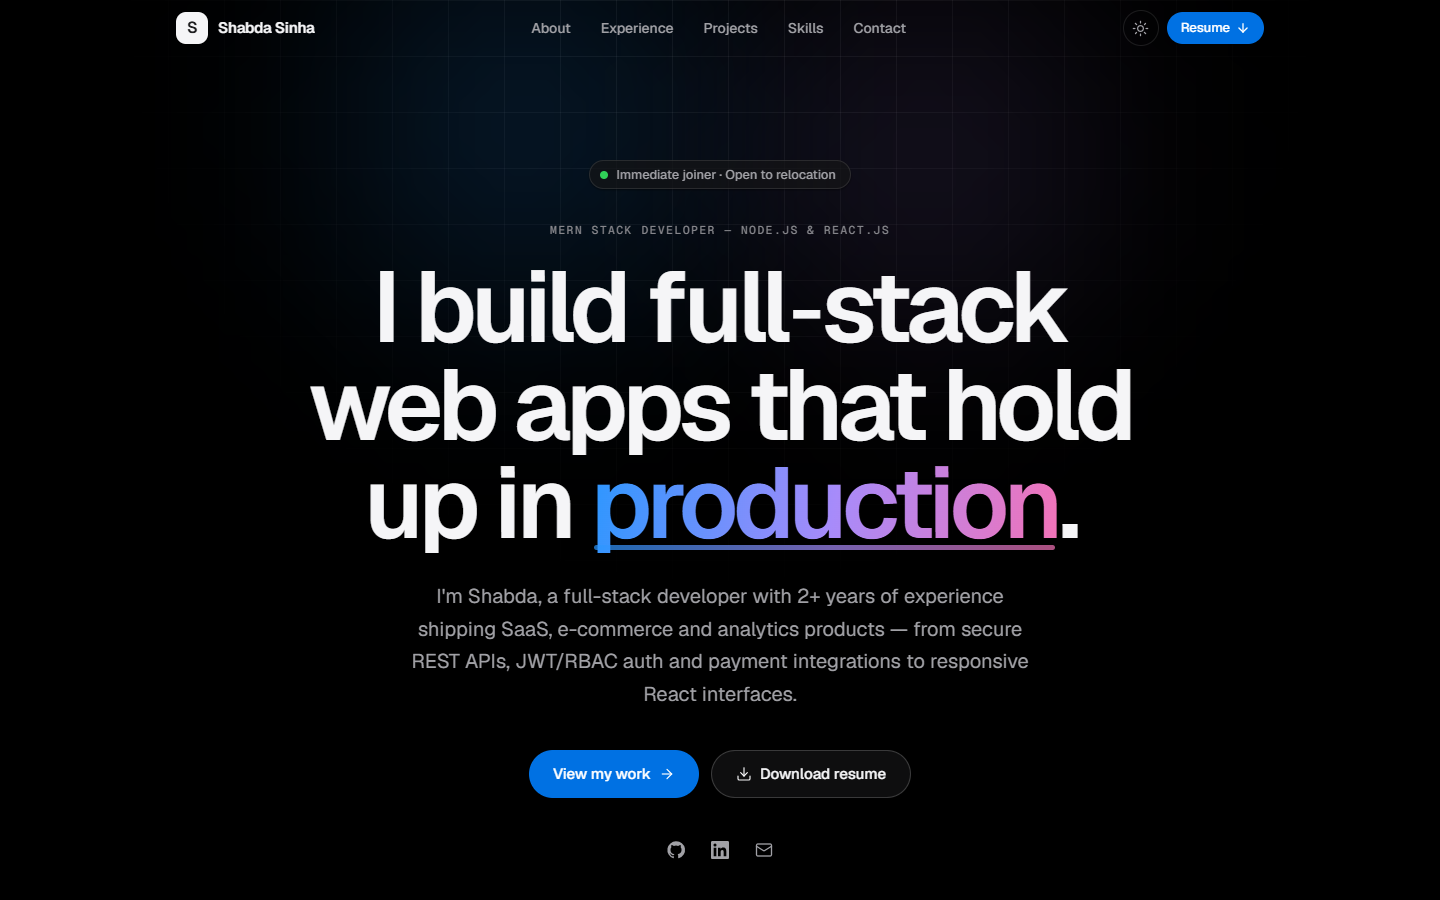 S Shabda Sinha
About Experience Projects Skills Contact
Resume
Immediate joiner · Open to relocation
MERN STACK DEVELOPER — NODE.JS & REACT.JS
I build full-stack
web apps that hold
up in production.
I'm Shabda, a full-stack developer with 2+ years of experience
shipping SaaS, e-commerce and analytics products — from secure
REST APIs, JWT/RBAC auth and payment integrations to responsive
React interfaces.
View my work
Download resume